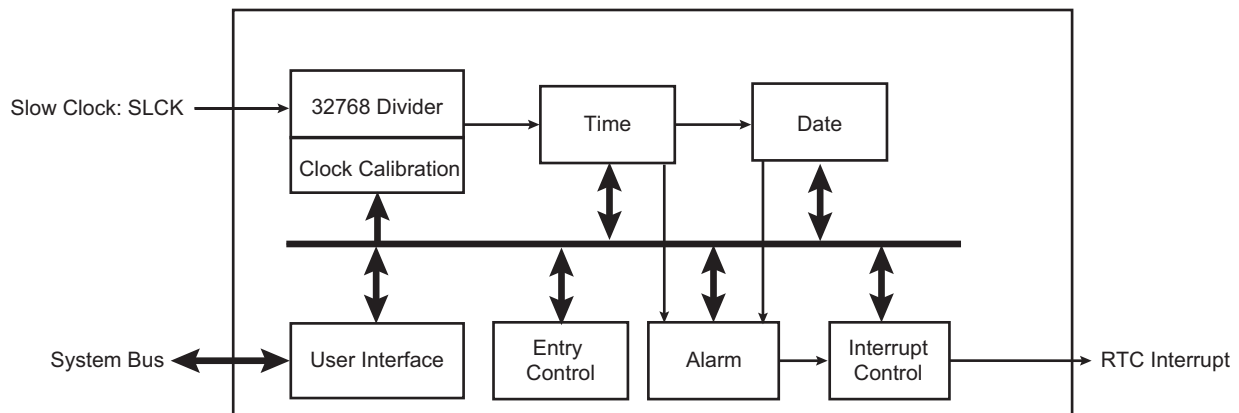 Slow Clock: SLCK
32768 Divider
Clock Calibration
Time
Date
System Bus
User Interface
Entry
Control
Alarm
Interrupt
Control
RTC Interrupt